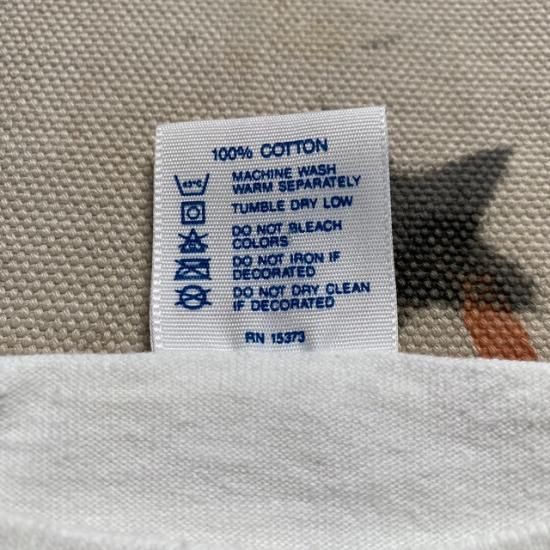 100% COTTON
MACHINE WASH
WARM SEPARATELY
TUMBLE DRY LOW
DO NOT BLEACH
COLORS
DO NOT IRON IF
DECORATED
DO NOT DRY CLEAN
IF DECORATED
RN 15373